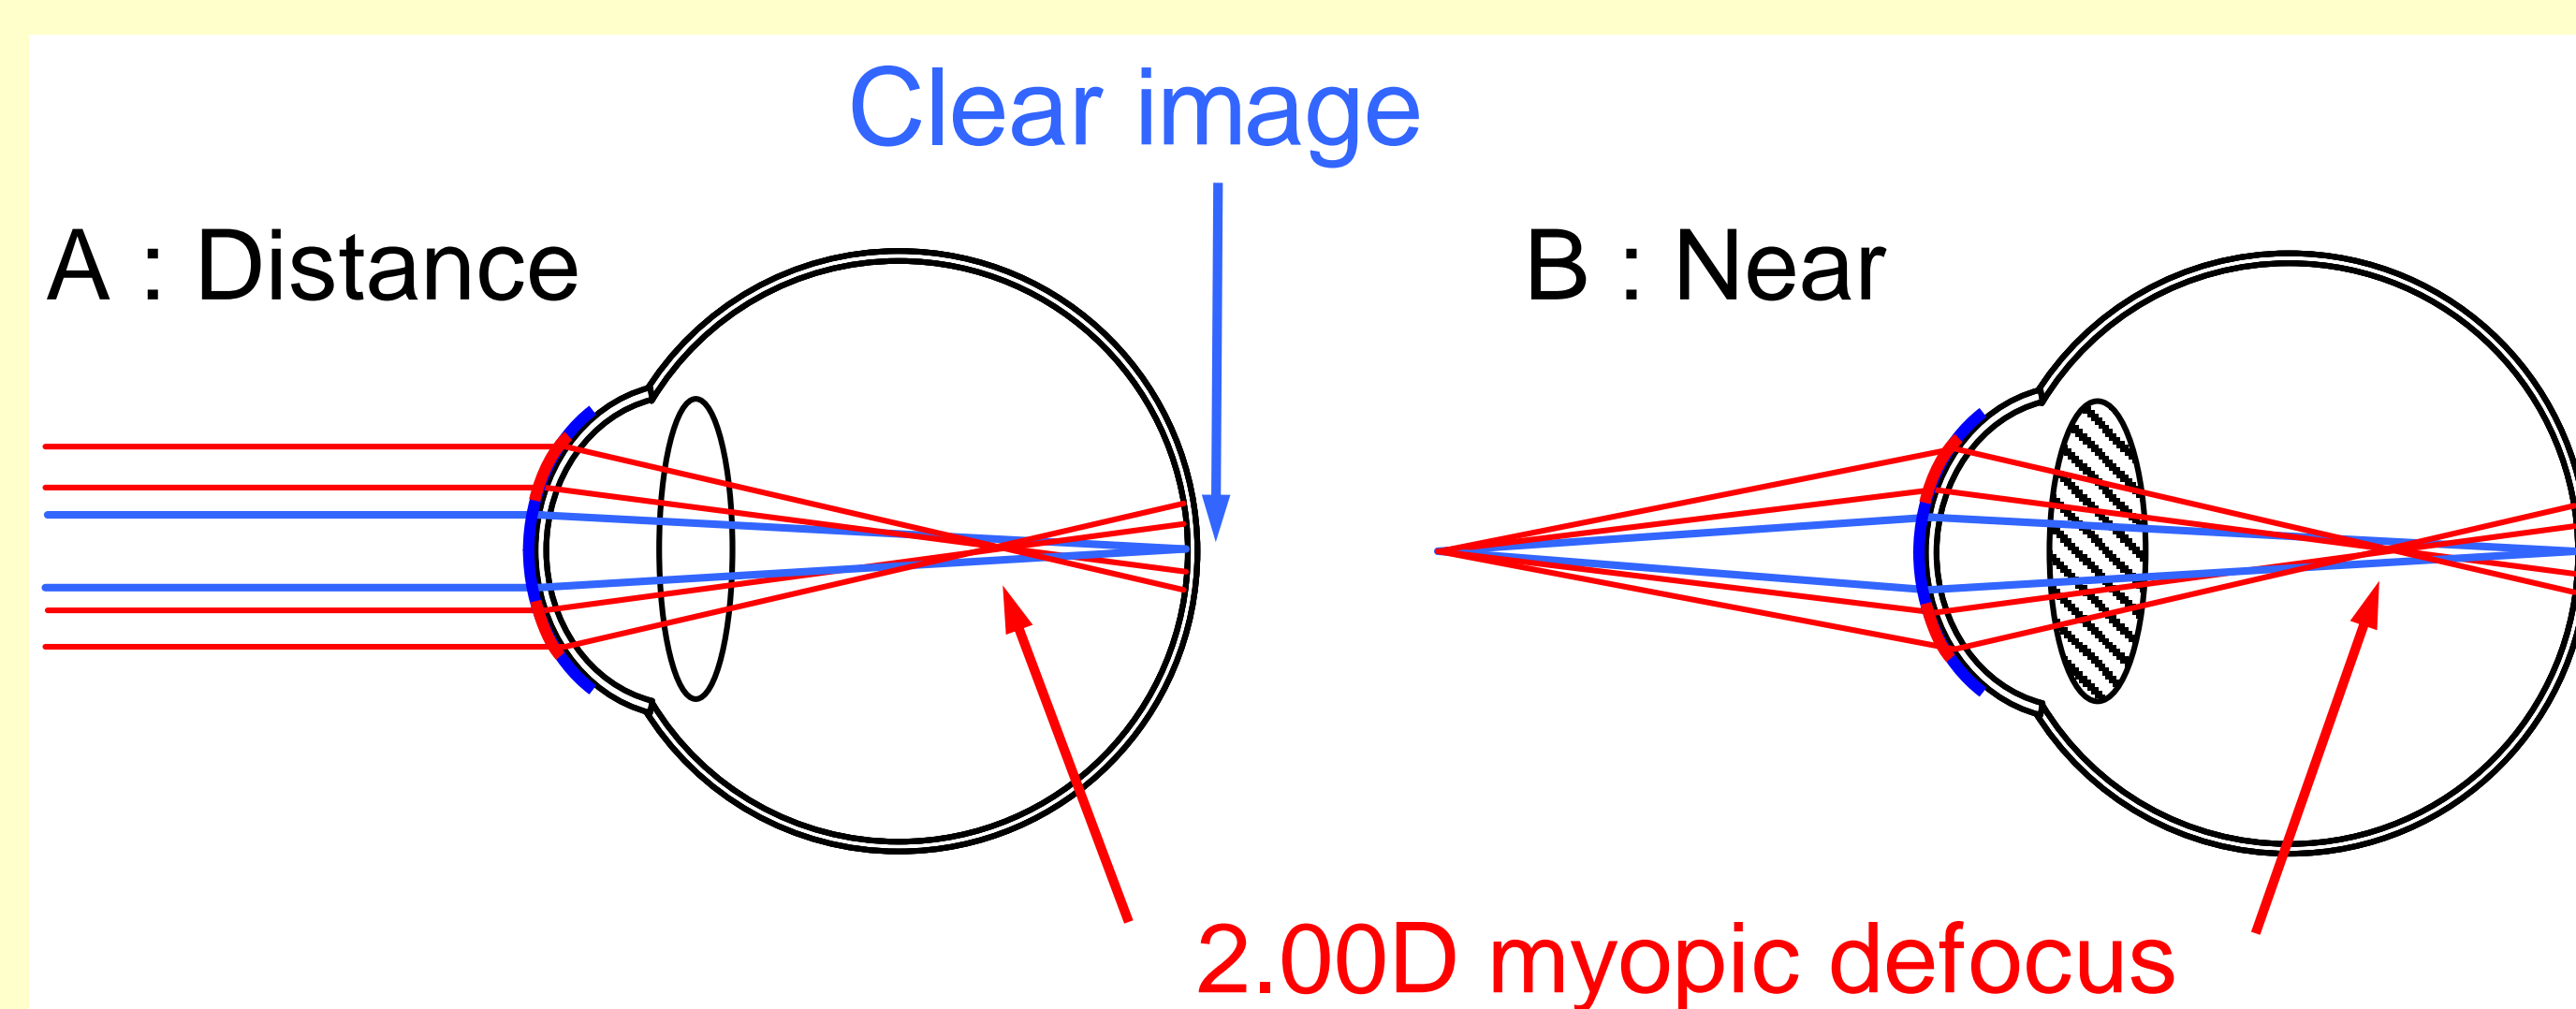 Clear image
A : Distance
B : Near
2.00D myopic defocus